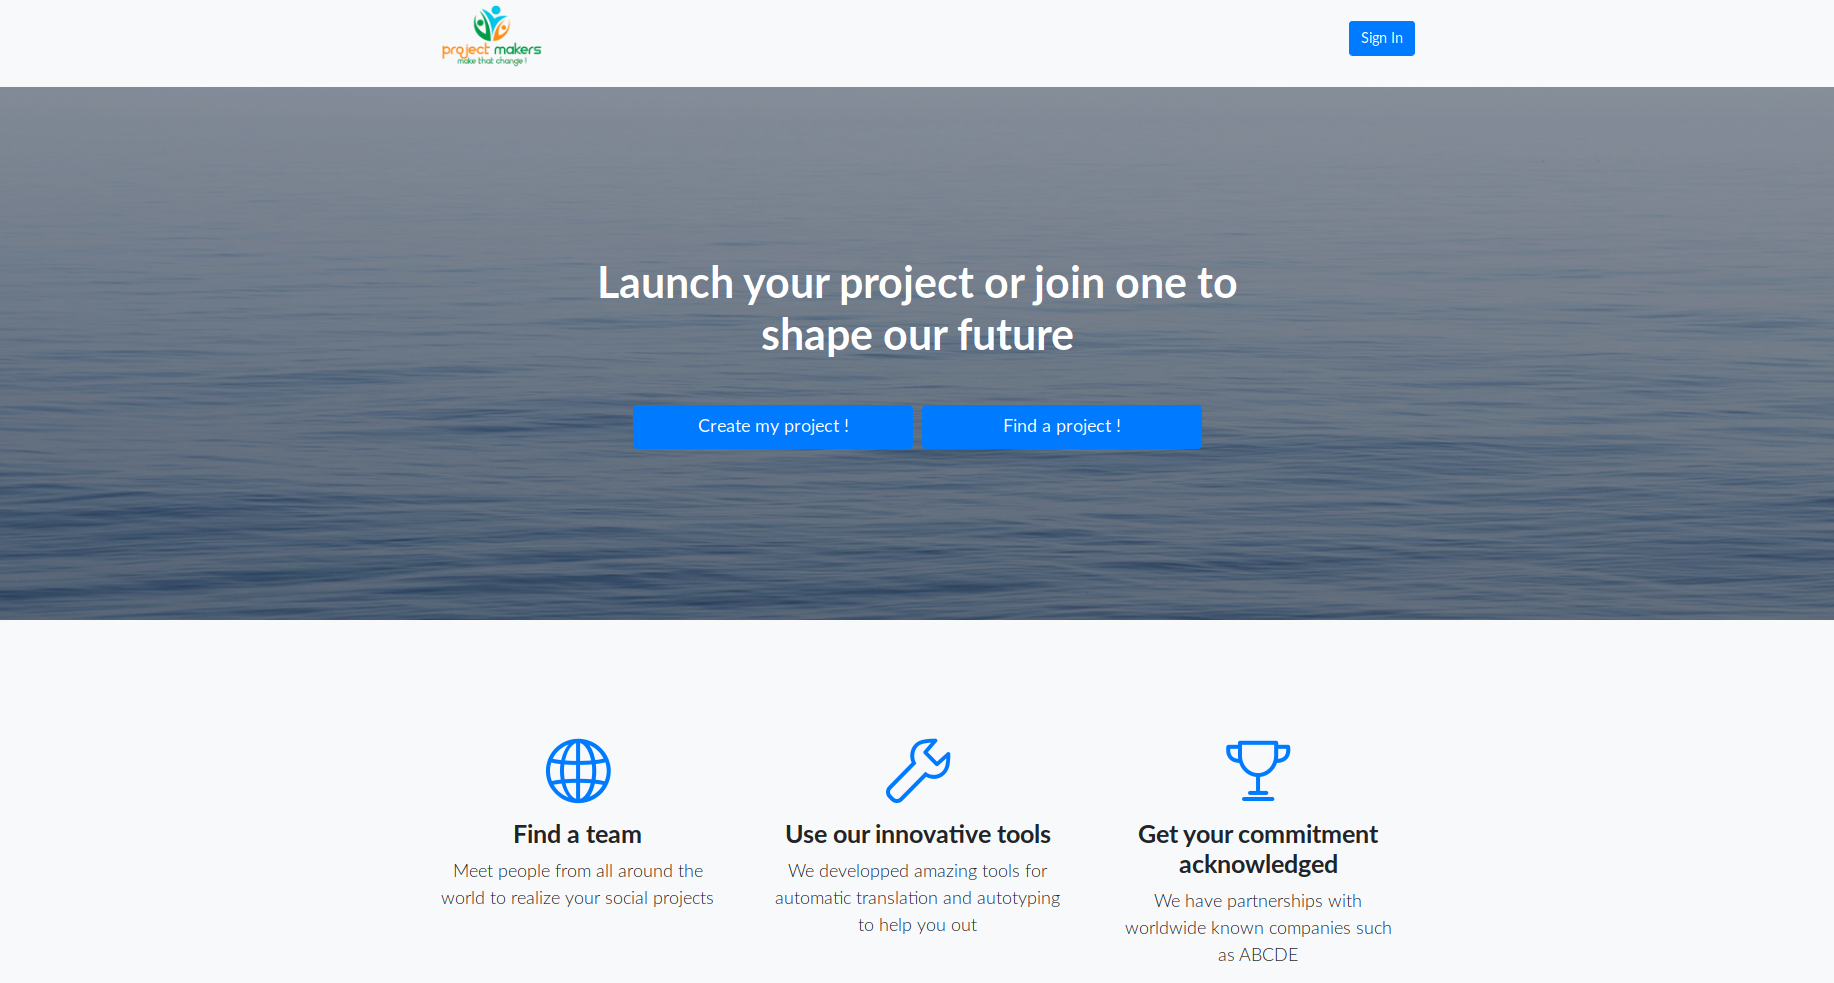 project makers
make that change !
Sign In
Launch your project or join one to
shape our future
Create my project !
Find a project !
Find a team
Meet people from all around the
world to realize your social projects
Use our innovative tools
We developped amazing tools for
automatic translation and autotyping
to help you out
Get your commitment
acknowledged
We have partnerships with
worldwide known companies such
as ABCDE